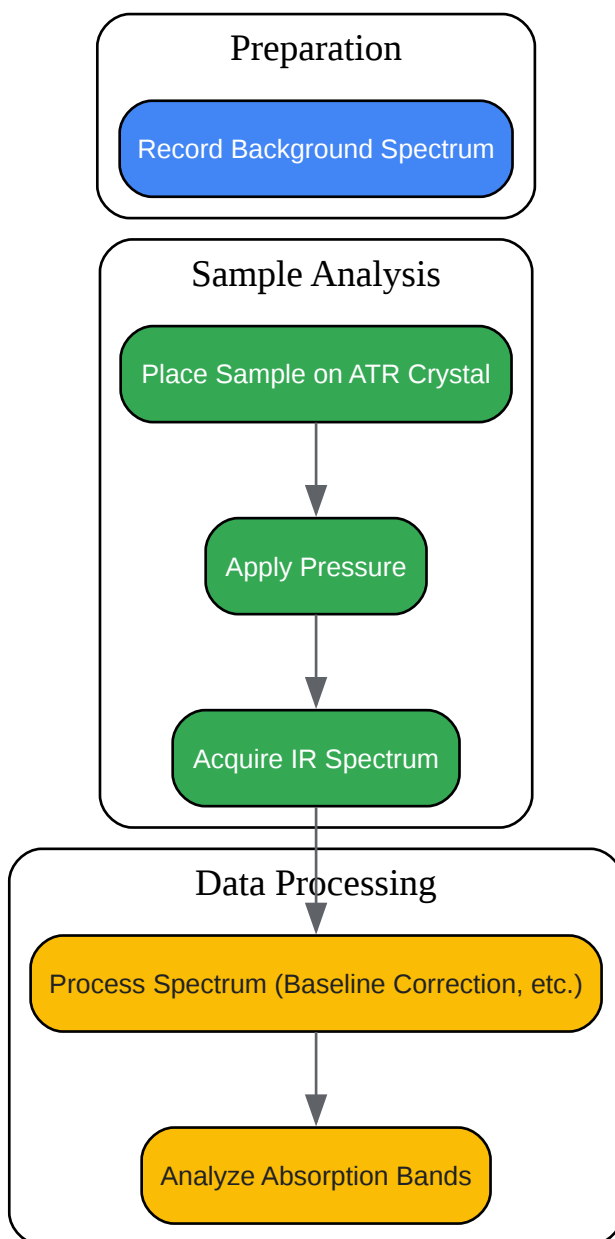 Preparation
Record Background Spectrum
Sample Analysis
Place Sample on ATR Crystal
Apply Pressure
Acquire IR Spectrum
Data Processing
Process Spectrum (Baseline Correction, etc.)
Analyze Absorption Bands